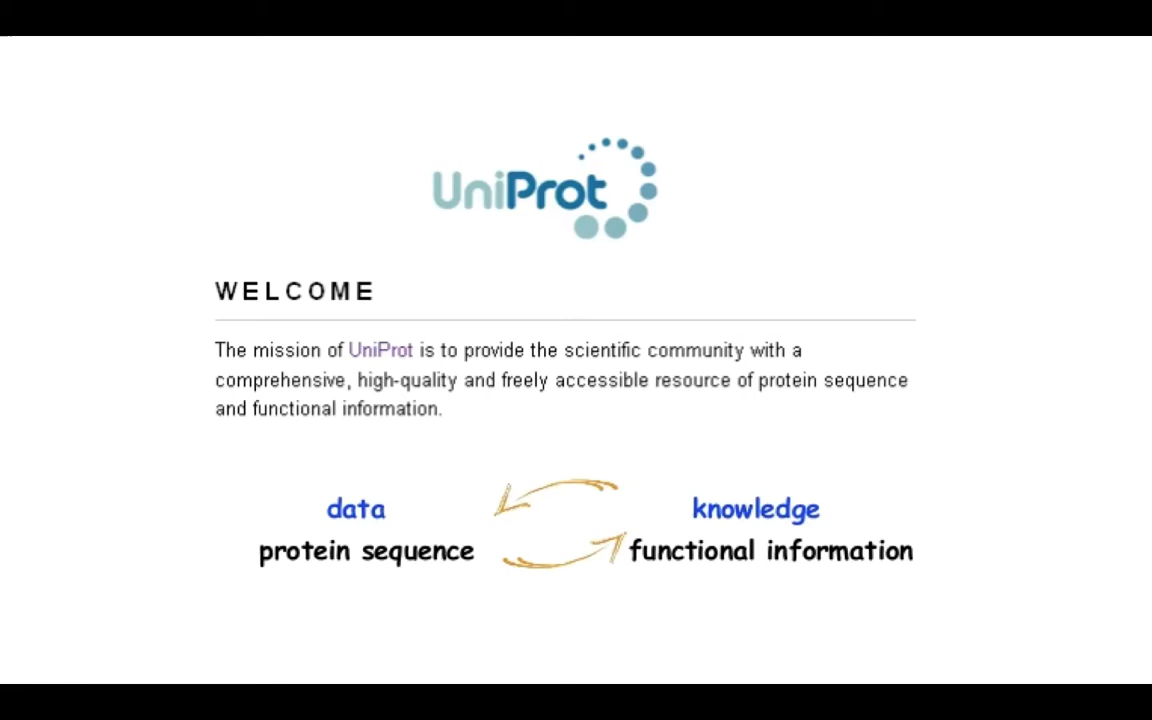 UniProt
WELCOME
The mission of UniProt is to provide the scientific community with a
comprehensive, high-quality and freely accessible resource of protein sequence
and functional information.
data knowledge
protein sequence functional information